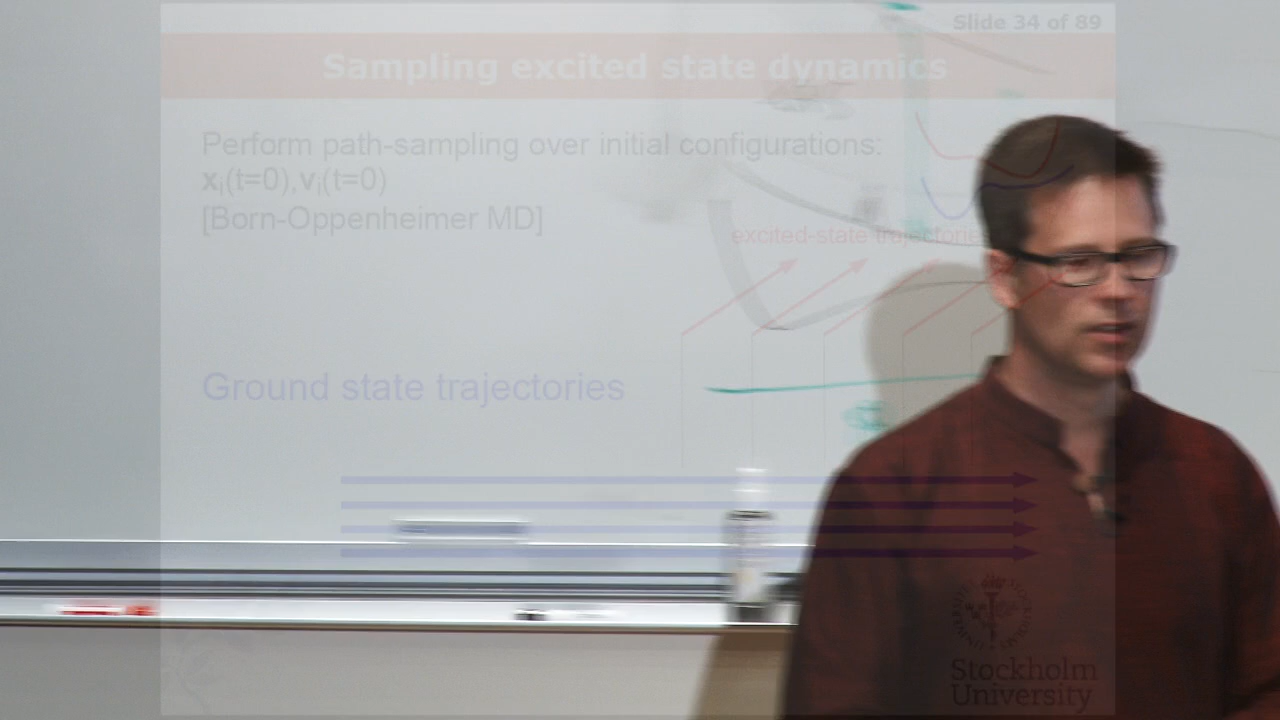 Slide 34 of 89
Sampling excited state dynamics
Perform path-sampling over initial configurations:
xᵢ(t=0),vᵢ(t=0)
[Born-Oppenheimer MD]
excited-state trajectories
Ground state trajectories
Stockholm
University